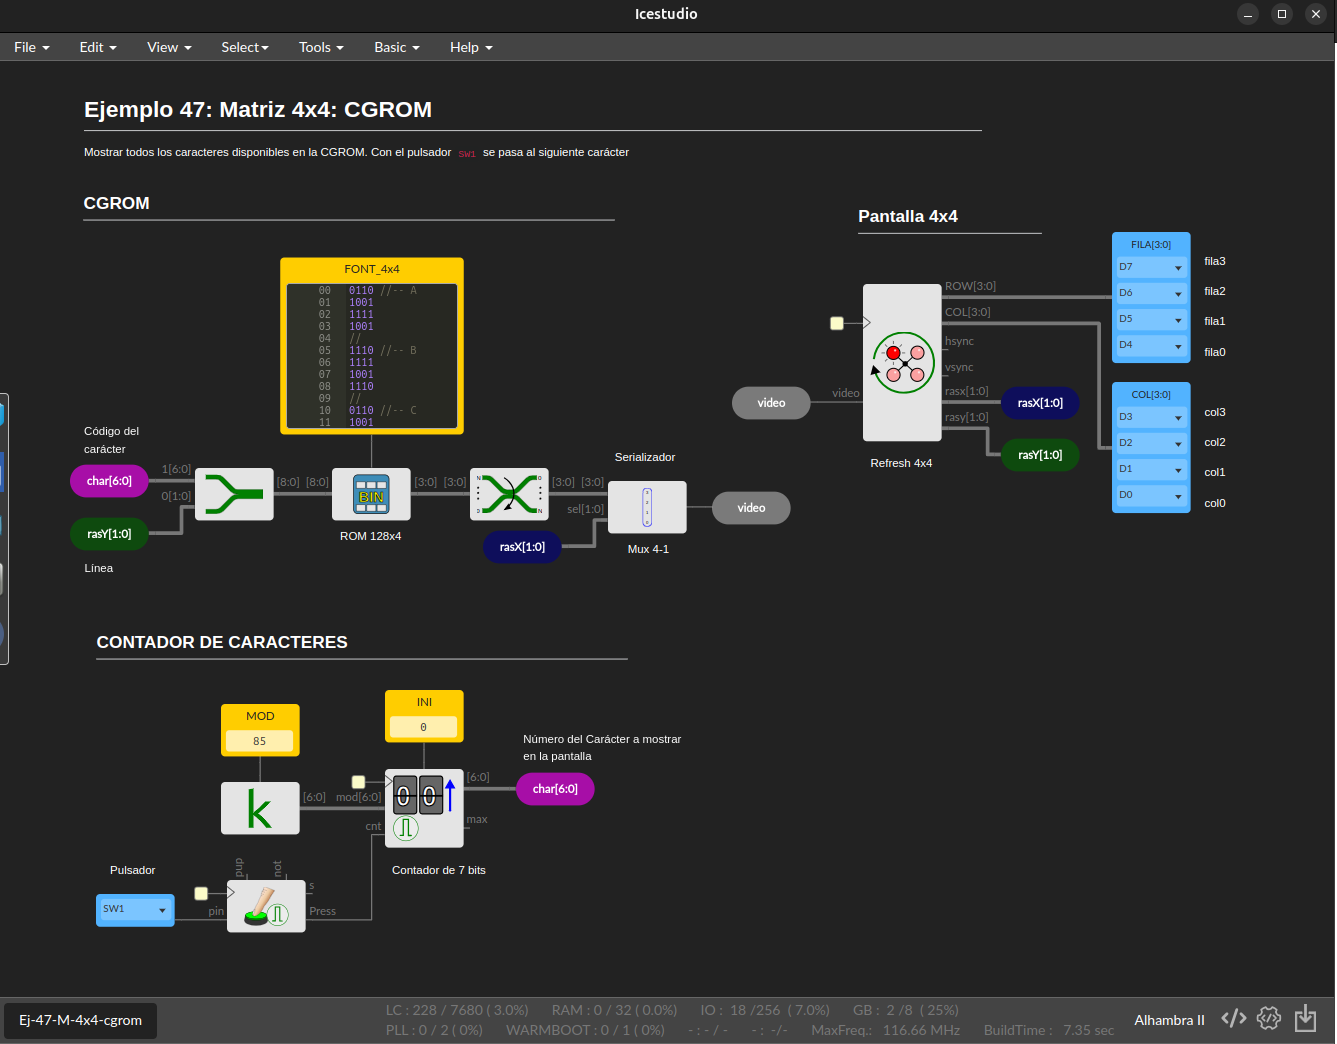 Icestudio
File Edit View Select Tools Basic Help
Ejemplo 47: Matriz 4x4: CGROM
Mostrar todos los caracteres disponibles en la CGROM. Con el pulsador SW1 se pasa al siguiente carácter
CGROM
Pantalla 4x4
FONT_4x4
00 0110 //-- A
01 1001
02 1111
03 1001
04 //
05 1110 //-- B
06 1111
07 1001
08 1110
09 //
10 0110 //-- C
11 1001
FILA[3:0]
D7 fila3
D6 fila2
D5 fila1
D4 fila0
COL[3:0]
D3 col3
D2 col2
D1 col1
D0 col0
ROW[3:0]
COL[3:0]
hsync
vsync
rasx[1:0]
rasy[1:0]
video
video
rasX[1:0]
rasY[1:0]
Refresh 4x4
Código del
carácter
char[6:0]
1[6:0]
0[1:0]
rasY[1:0]
Línea
[8:0] [8:0]
BIN
ROM 128x4
[3:0] [3:0]
N 0
0 N
[3:0] [3:0]
sel[1:0]
rasX[1:0]
Serializador
3
2
1
0
Mux 4-1
video
CONTADOR DE CARACTERES
MOD
85
INI
0
Número del Carácter a mostrar
en la pantalla
k
[6:0] mod[6:0]
cnt
0 0
[6:0]
max
char[6:0]
Contador de 7 bits
Pulsador
SW1
pup not
pin
s
Press
Ej-47-M-4x4-cgrom
LC : 228 / 7680 ( 3.0%) RAM : 0 / 32 ( 0.0%) IO : 18 /256 ( 7.0%) GB : 2 /8 ( 25%)
PLL : 0 / 2 ( 0%) WARMBOOT : 0 / 1 ( 0%) - : - / - - : -/- MaxFreq.: 116.66 MHz BuildTime : 7.35 sec
Alhambra II